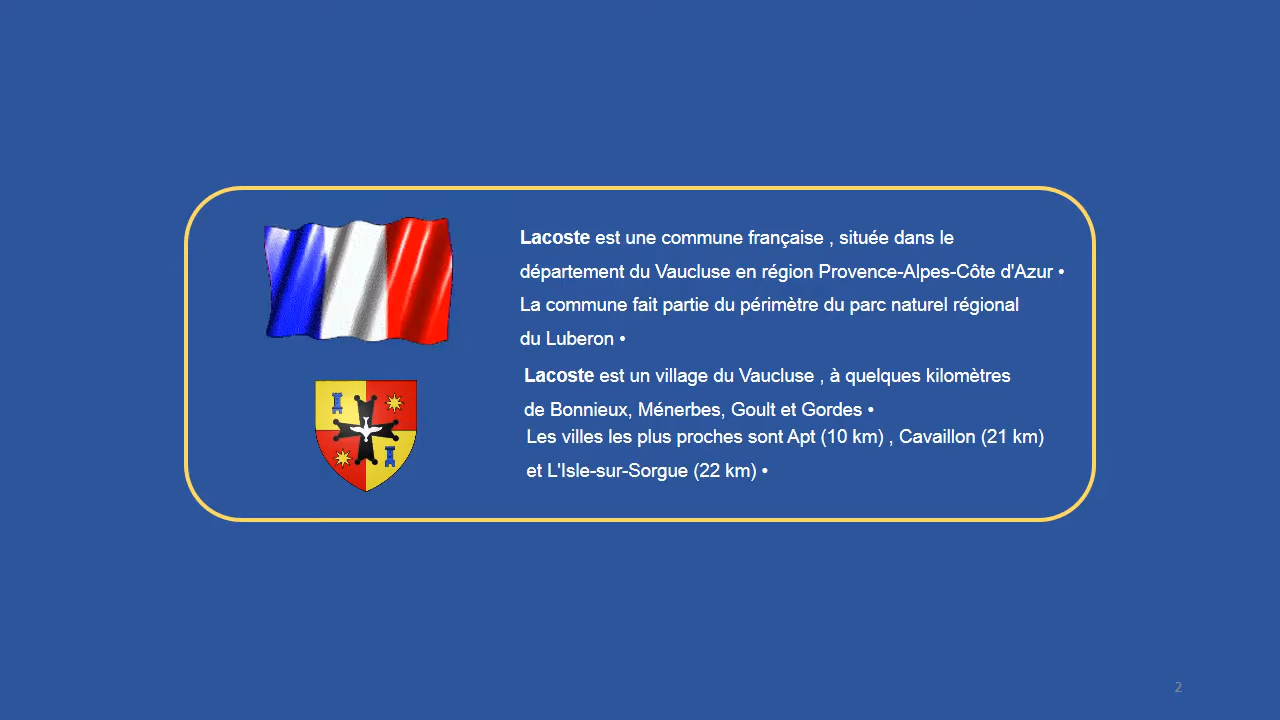 Lacoste est une commune française , située dans le
département du Vaucluse en région Provence-Alpes-Côte d'Azur •
La commune fait partie du périmètre du parc naturel régional
du Luberon •
Lacoste est un village du Vaucluse , à quelques kilomètres
de Bonnieux, Ménerbes, Goult et Gordes •
Les villes les plus proches sont Apt (10 km) , Cavaillon (21 km)
et L'Isle-sur-Sorgue (22 km) •
2